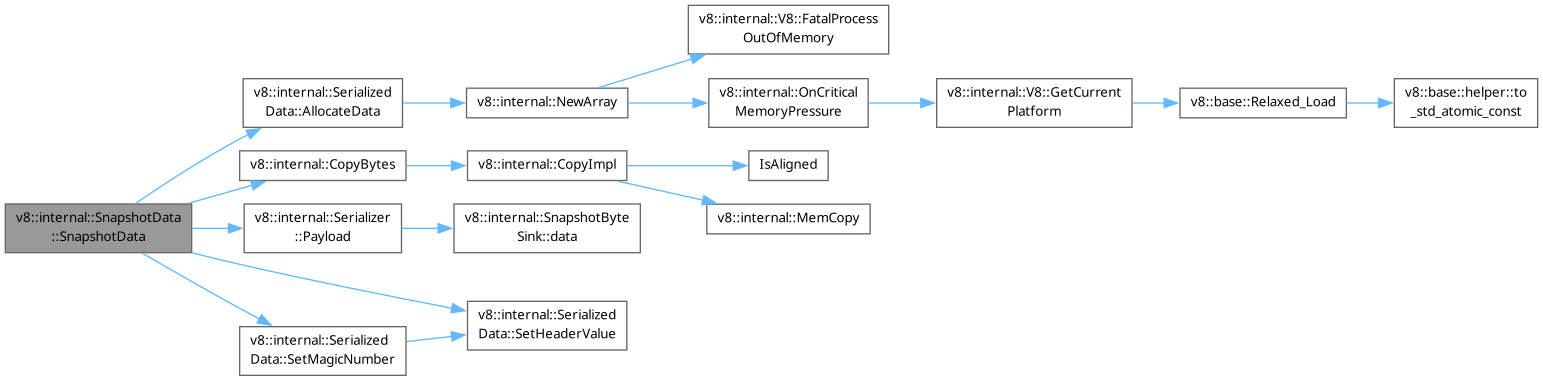 v8::internal::V8::FatalProcess
OutOfMemory
v8::internal::Serialized
Data::AllocateData
v8::internal::NewArray
v8::internal::OnCritical
MemoryPressure
v8::internal::V8::GetCurrent
Platform
v8::base::Relaxed_Load
v8::base::helper::to
_std_atomic_const
v8::internal::CopyBytes
v8::internal::CopyImpl
IsAligned
v8::internal::MemCopy
v8::internal::SnapshotData
::SnapshotData
v8::internal::Serializer
::Payload
v8::internal::SnapshotByte
Sink::data
v8::internal::Serialized
Data::SetHeaderValue
v8::internal::Serialized
Data::SetMagicNumber